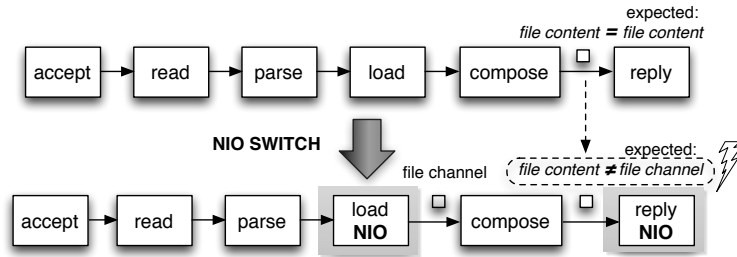 expected:
file content = file content
accept
read
parse
load
compose
reply
NIO SWITCH
file channel
expected:
file content ≠ file channel
accept
read
parse
load
NIO
compose
reply
NIO